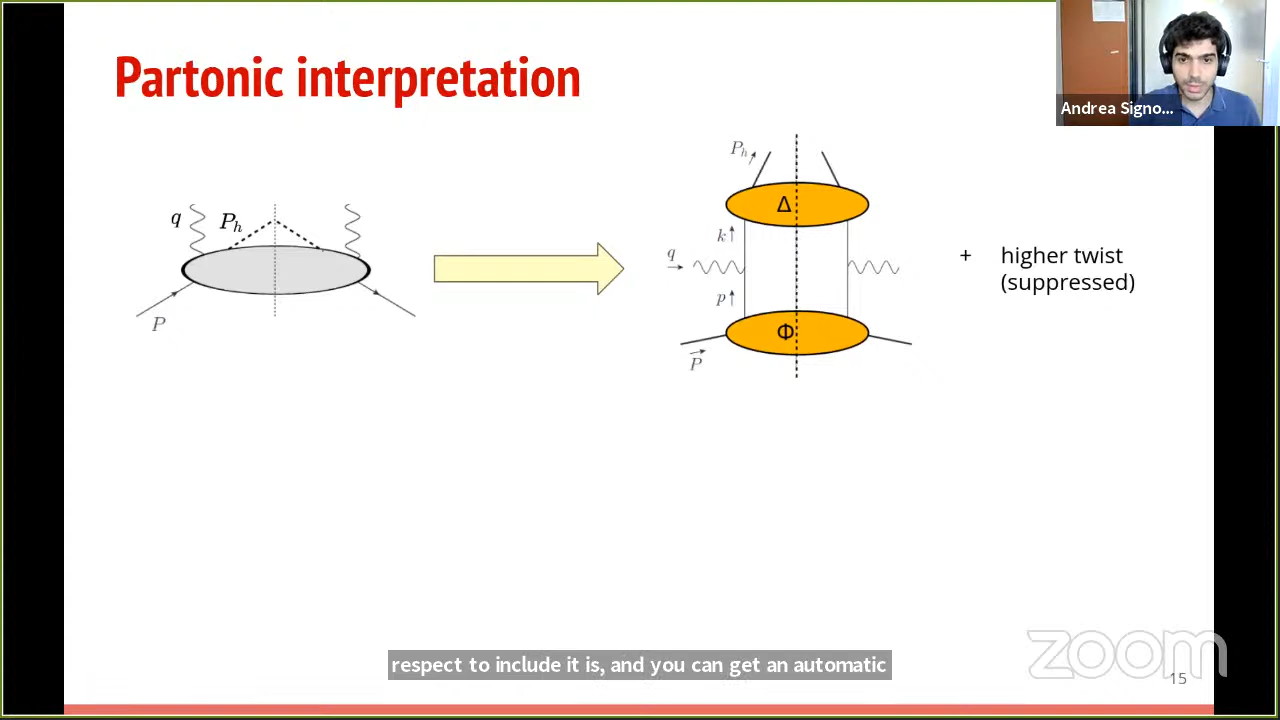 Partonic interpretation
Andrea Signo...
q
P_h
P
P_h
Δ
k
q
p
Φ
P
+ higher twist
(suppressed)
respect to include it is, and you can get an automatic
zoom
15